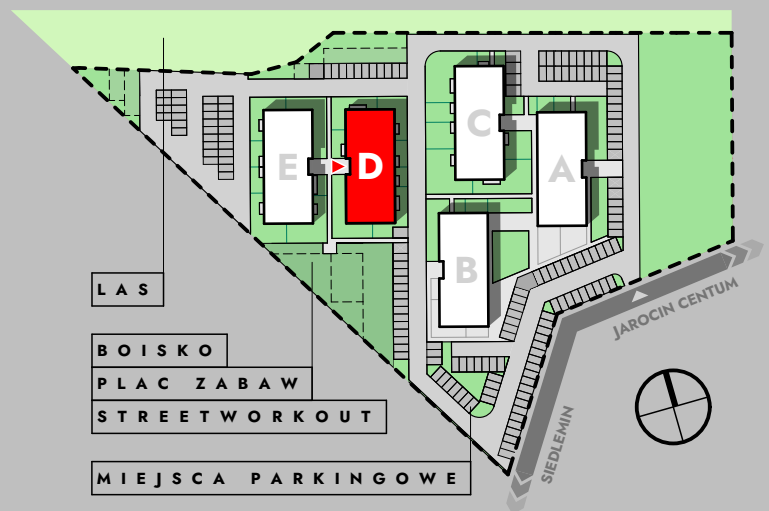 C
E
D
A
B
LAS
BOISKO
PLAC ZABAW
STREETWORKOUT
MIEJSCA PARKINGOWE
JAROCIN CENTUM
SIEDLEMIN